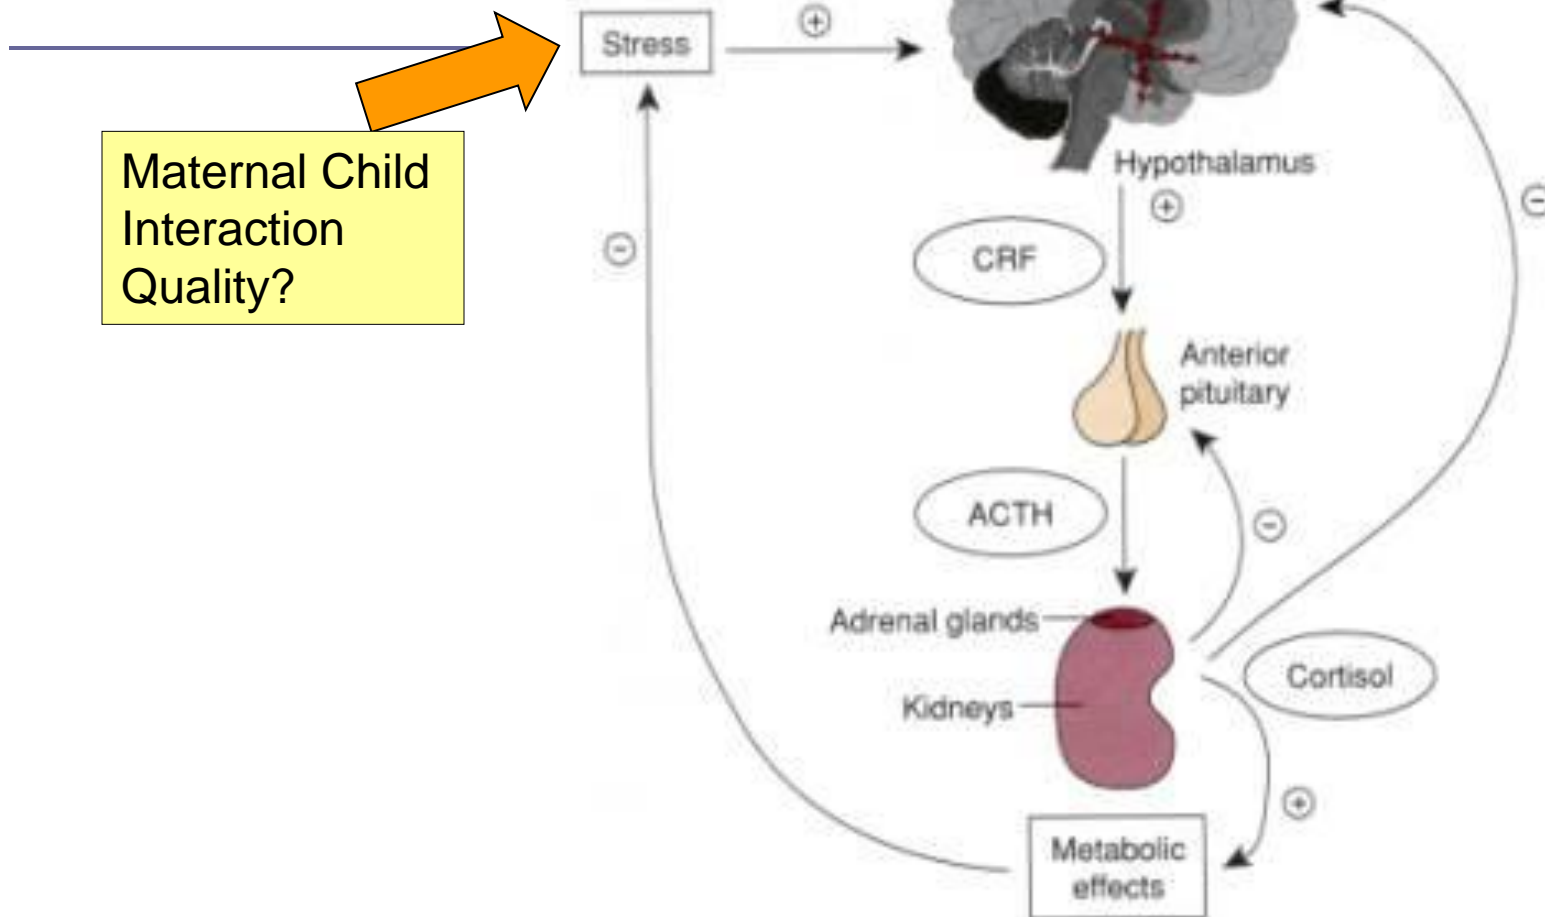 Stress
+
Maternal Child
Interaction
Quality?
Hypothalamus
+
−
−
CRF
Anterior
pituitary
ACTH
−
Adrenal glands
Cortisol
Kidneys
+
Metabolic
effects